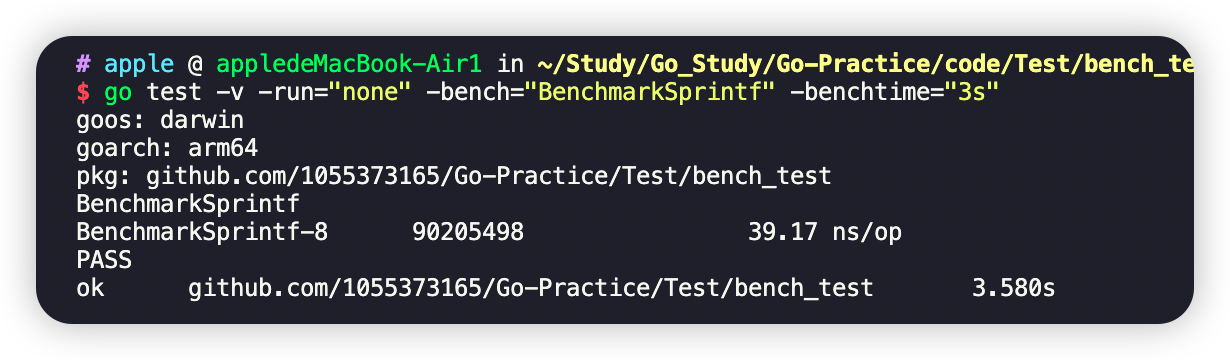 # apple @ appledeMacBook-Air1 in ~/Study/Go_Study/Go-Practice/code/Test/bench_te
$ go test -v -run="none" -bench="BenchmarkSprintf" -benchtime="3s"
goos: darwin
goarch: arm64
pkg: github.com/1055373165/Go-Practice/Test/bench_test
BenchmarkSprintf
BenchmarkSprintf-8      90205498                39.17 ns/op
PASS
ok      github.com/1055373165/Go-Practice/Test/bench_test       3.580s